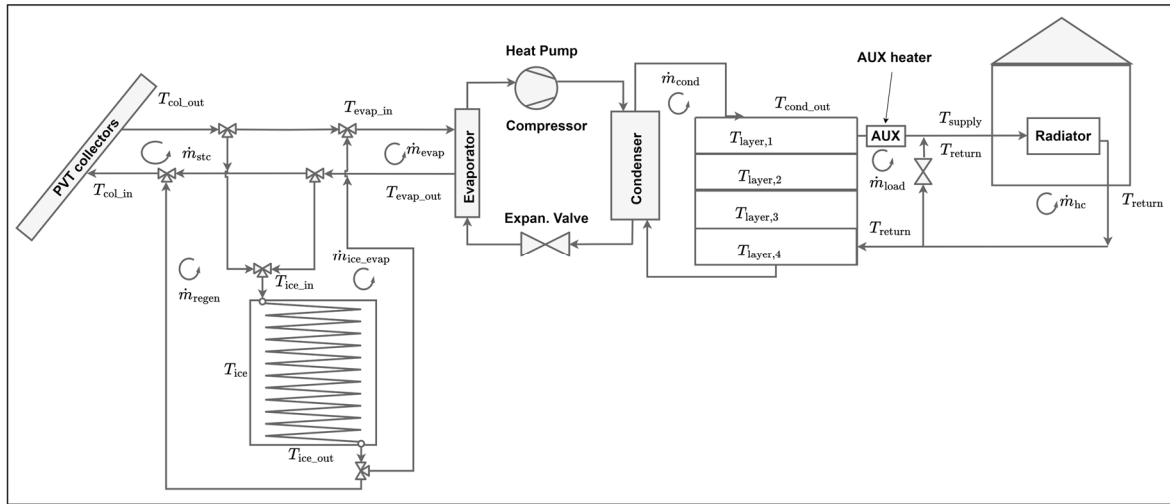 PVT collectors
T_col_out
T_col_in
ṁ_stc
T_evap_in
ṁ_evap
T_evap_out
Evaporator
Heat Pump
Compressor
Expan. Valve
Condenser
ṁ_cond
T_cond_out
T_layer,1
T_layer,2
T_layer,3
T_layer,4
AUX heater
AUX
ṁ_load
T_supply
T_return
Radiator
ṁ_hc
T_return
T_return
ṁ_regen
T_ice_in
ṁ_ice_evap
T_ice
T_ice_out